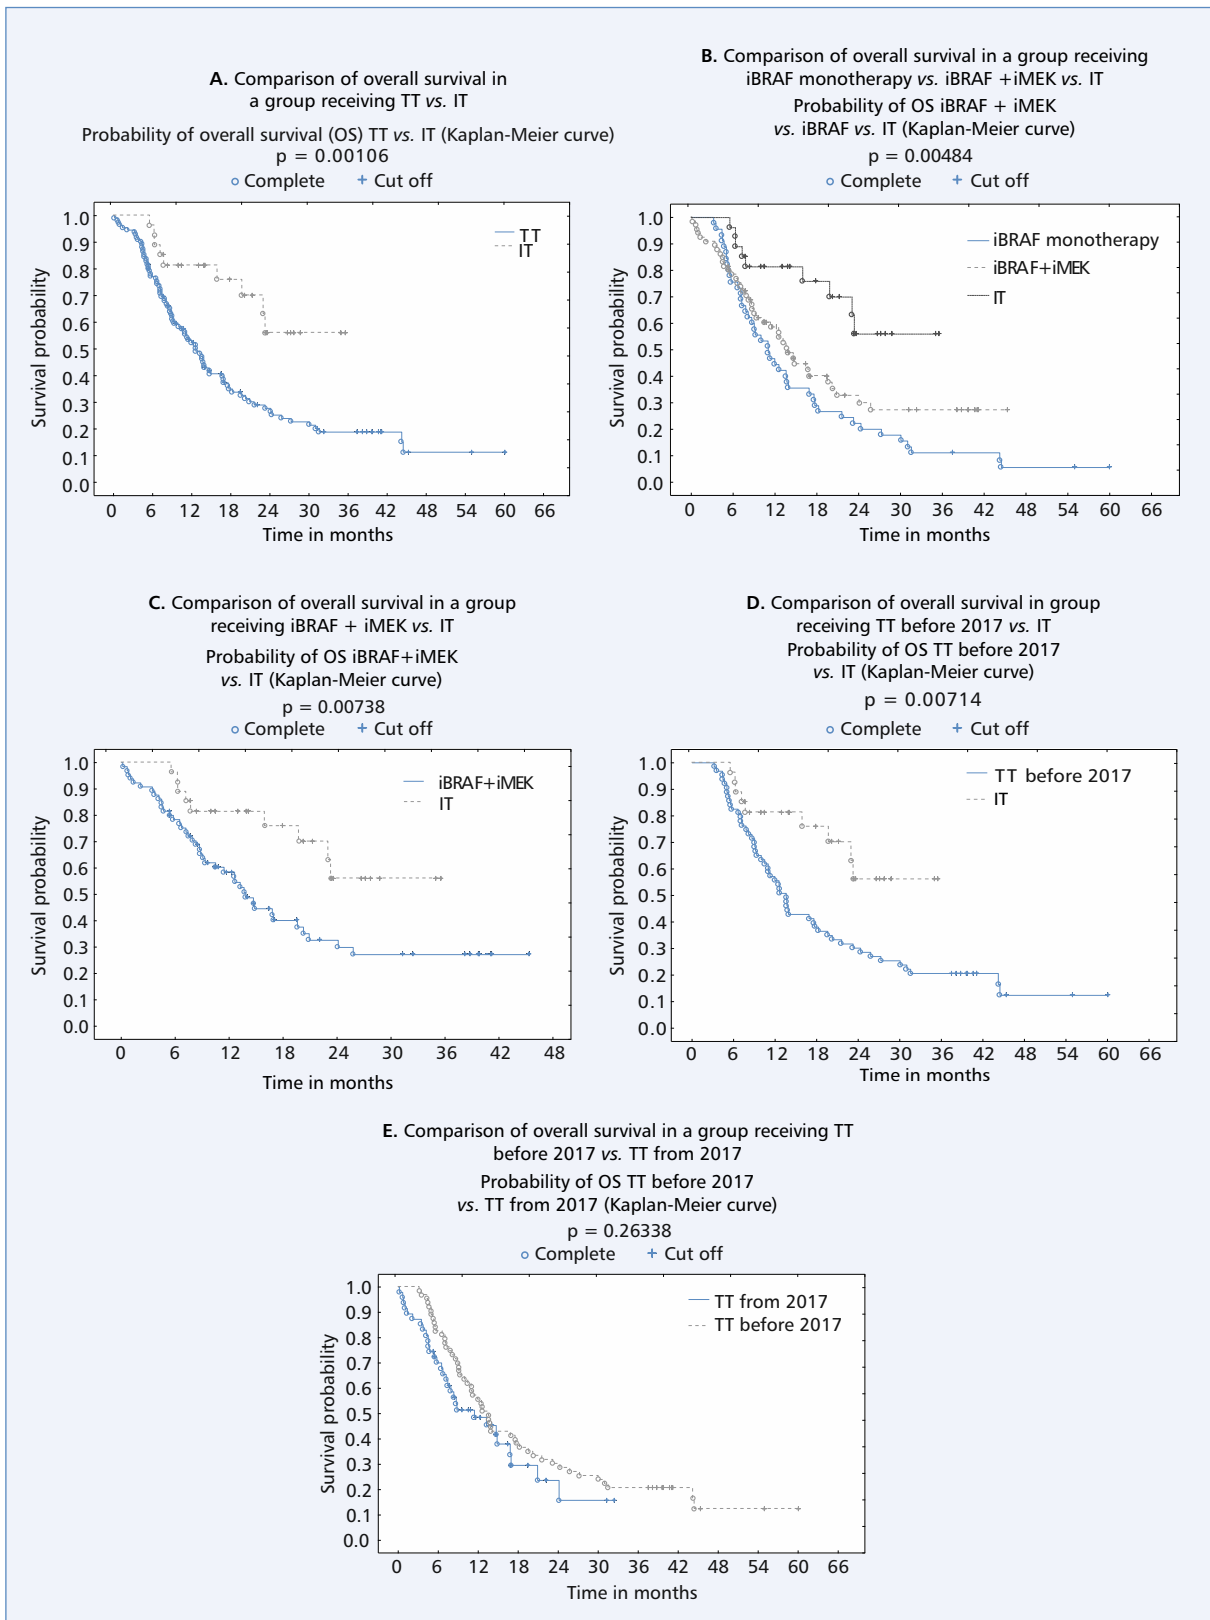 A. Comparison of overall survival in
a group receiving TT vs. IT
Probability of overall survival (OS) TT vs. IT (Kaplan-Meier curve)
p = 0.00106
Complete + Cut off
1.0
0.9
0.8
0.7
0.6
0.5
0.4
0.3
0.2
0.1
0.0
Survival probability
TT
IT
0 6 12 18 24 30 36 42 48 54 60 66
Time in months
B. Comparison of overall survival in a group receiving
iBRAF monotherapy vs. iBRAF +iMEK vs. IT
Probability of OS iBRAF + iMEK
vs. iBRAF vs. IT (Kaplan-Meier curve)
p = 0.00484
Complete + Cut off
1.0
0.9
0.8
0.7
0.6
0.5
0.4
0.3
0.2
0.1
0.0
Survival probability
iBRAF monotherapy
iBRAF+iMEK
IT
0 6 12 18 24 30 36 42 48 54 60 66
Time in months
C. Comparison of overall survival in a group
receiving iBRAF + iMEK vs. IT
Probability of OS iBRAF+iMEK
vs. IT (Kaplan-Meier curve)
p = 0.00738
Complete + Cut off
1.0
0.9
0.8
0.7
0.6
0.5
0.4
0.3
0.2
0.1
0.0
Survival probability
iBRAF+iMEK
IT
0 6 12 18 24 30 36 42 48
Time in months
D. Comparison of overall survival in group
receiving TT before 2017 vs. IT
Probability of OS TT before 2017
vs. IT (Kaplan-Meier curve)
p = 0.00714
Complete + Cut off
1.0
0.9
0.8
0.7
0.6
0.5
0.4
0.3
0.2
0.1
0.0
Survival probability
TT before 2017
IT
0 6 12 18 24 30 36 42 48 54 60 66
Time in months
E. Comparison of overall survival in a group receiving TT
before 2017 vs. TT from 2017
Probability of OS TT before 2017
vs. TT from 2017 (Kaplan-Meier curve)
p = 0.26338
Complete + Cut off
1.0
0.9
0.8
0.7
0.6
0.5
0.4
0.3
0.2
0.1
0.0
Survival probability
TT from 2017
TT before 2017
0 6 12 18 24 30 36 42 48 54 60 66
Time in months